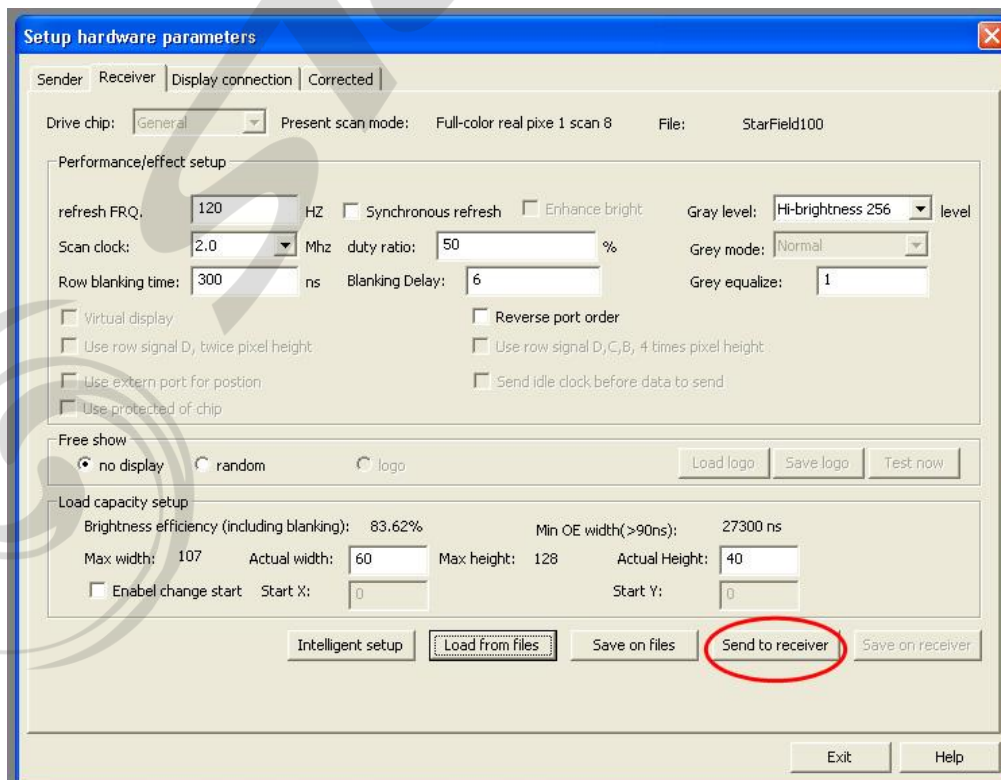 Setup hardware parameters
Sender Receiver Display connection Corrected
Drive chip: General Present scan mode: Full-color real pixe 1 scan 8 File: StarField100
Performance/effect setup
refresh FRQ. 120 HZ Synchronous refresh Enhance bright Gray level: Hi-brightness 256 level
Scan clock: 2.0 Mhz duty ratio: 50 % Grey mode: Normal
Row blanking time: 300 ns Blanking Delay: 6 Grey equalize: 1
Virtual display Reverse port order
Use row signal D, twice pixel height Use row signal D,C,B, 4 times pixel height
Use extern port for postion Send idle clock before data to send
Use protected of chip
Free show
no display random logo Load logo Save logo Test now
Load capacity setup
Brightness efficiency (including blanking): 83.62% Min OE width(>90ns): 27300 ns
Max width: 107 Actual width: 60 Max height: 128 Actual Height: 40
Enabel change start Start X: 0 Start Y: 0
Intelligent setup Load from files Save on files Send to receiver Save on receiver
Exit Help